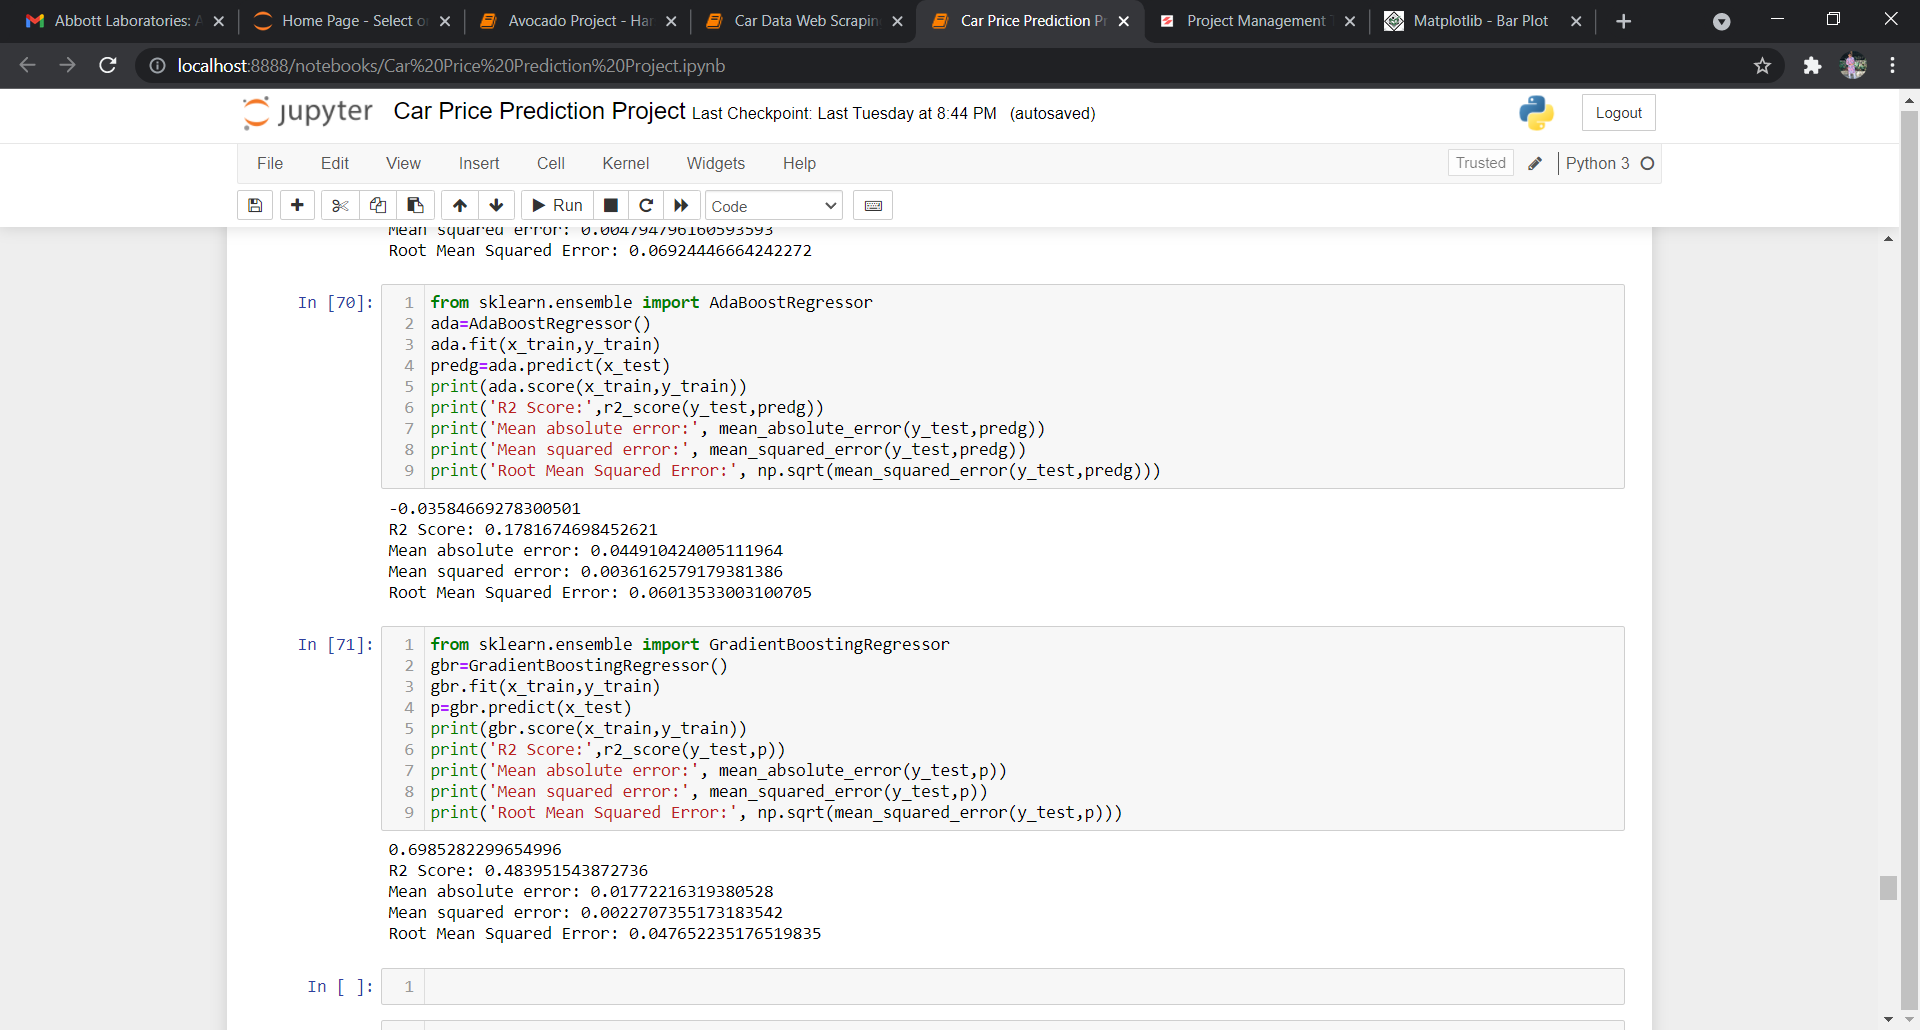 Abbott Laboratories: A
Home Page - Select or
Avocado Project - Har
Car Data Web Scraping
Car Price Prediction Pr
Project Management T
Matplotlib - Bar Plot
localhost:8888/notebooks/Car%20Price%20Prediction%20Project.ipynb
jupyter Car Price Prediction Project Last Checkpoint: Last Tuesday at 8:44 PM (autosaved)
Logout
File Edit View Insert Cell Kernel Widgets Help
Trusted Python 3
Run Code
Mean squared error: 0.004794796160593593
Root Mean Squared Error: 0.06924446664242272
In [70]:
1 from sklearn.ensemble import AdaBoostRegressor
2 ada=AdaBoostRegressor()
3 ada.fit(x_train,y_train)
4 predg=ada.predict(x_test)
5 print(ada.score(x_train,y_train))
6 print('R2 Score:',r2_score(y_test,predg))
7 print('Mean absolute error:', mean_absolute_error(y_test,predg))
8 print('Mean squared error:', mean_squared_error(y_test,predg))
9 print('Root Mean Squared Error:', np.sqrt(mean_squared_error(y_test,predg)))
-0.03584669278300501
R2 Score: 0.1781674698452621
Mean absolute error: 0.044910424005111964
Mean squared error: 0.0036162579179381386
Root Mean Squared Error: 0.06013533003100705
In [71]:
1 from sklearn.ensemble import GradientBoostingRegressor
2 gbr=GradientBoostingRegressor()
3 gbr.fit(x_train,y_train)
4 p=gbr.predict(x_test)
5 print(gbr.score(x_train,y_train))
6 print('R2 Score:',r2_score(y_test,p))
7 print('Mean absolute error:', mean_absolute_error(y_test,p))
8 print('Mean squared error:', mean_squared_error(y_test,p))
9 print('Root Mean Squared Error:', np.sqrt(mean_squared_error(y_test,p)))
0.6985282299654996
R2 Score: 0.483951543872736
Mean absolute error: 0.01772216319380528
Mean squared error: 0.0022707355173183542
Root Mean Squared Error: 0.047652235176519835
In [ ]:
1